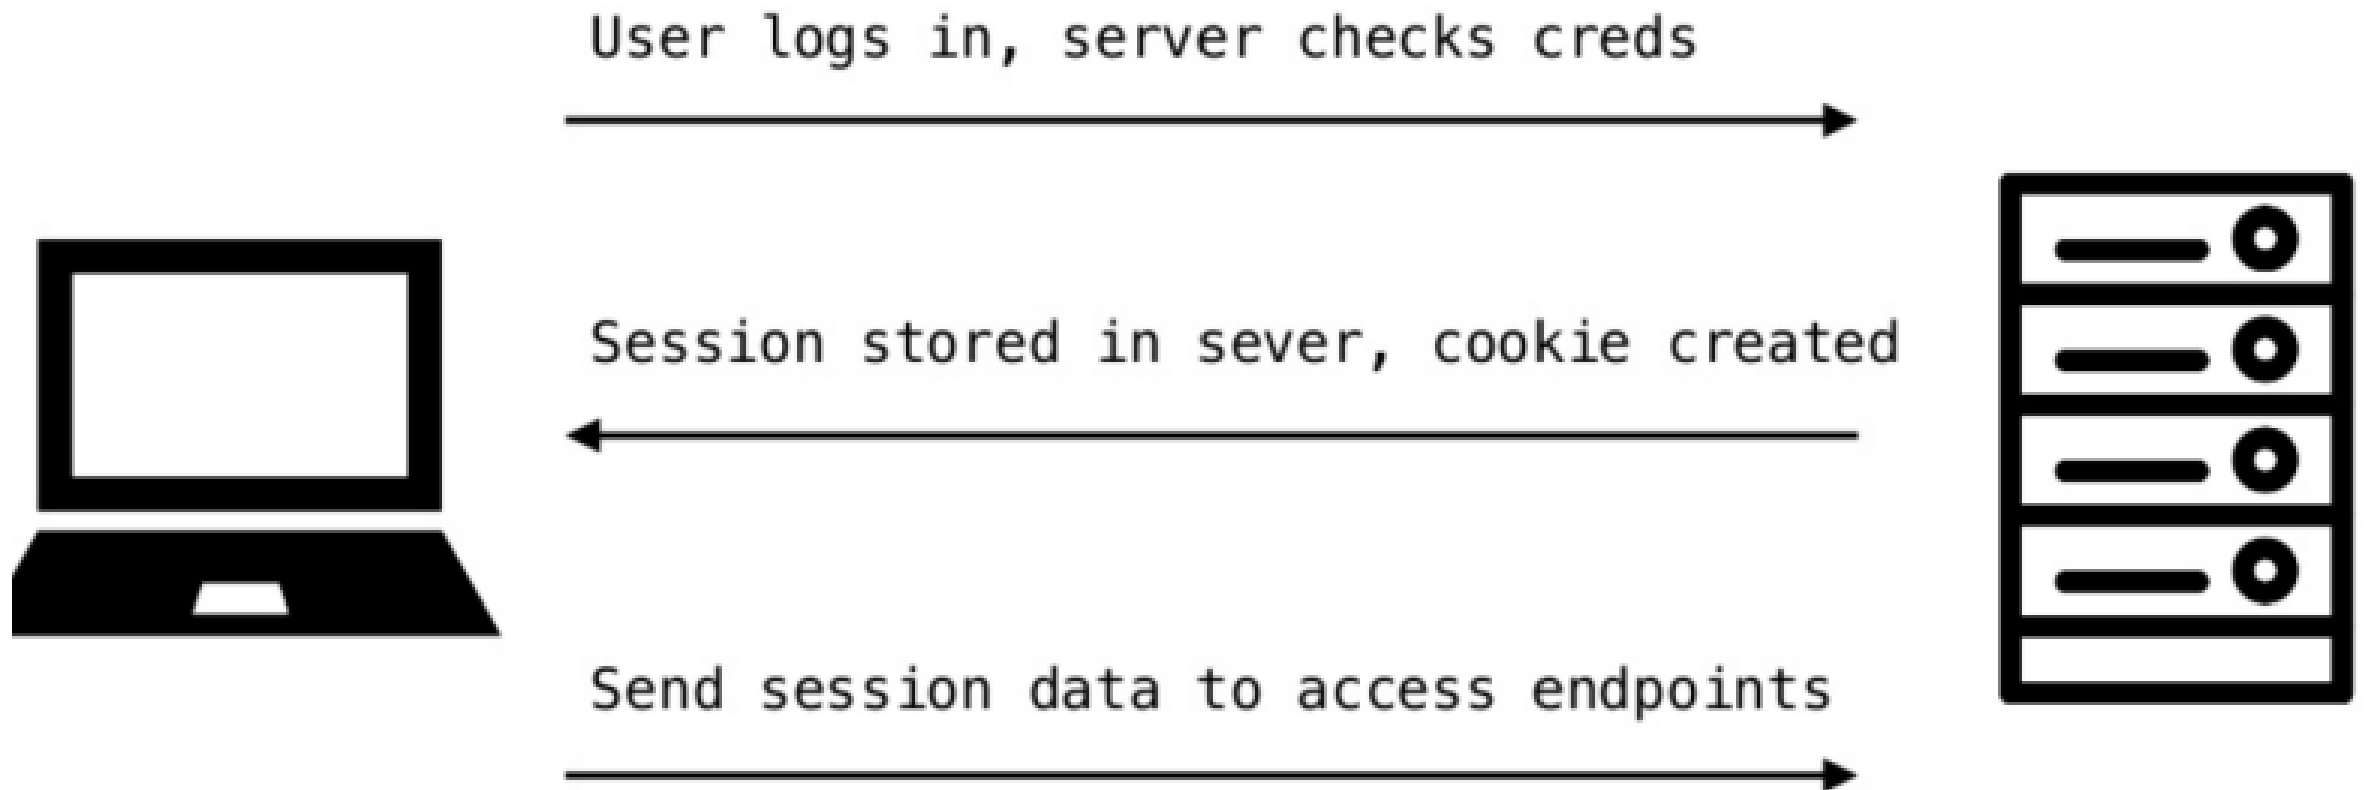 User logs in, server checks creds
Session stored in sever, cookie created
Send session data to access endpoints